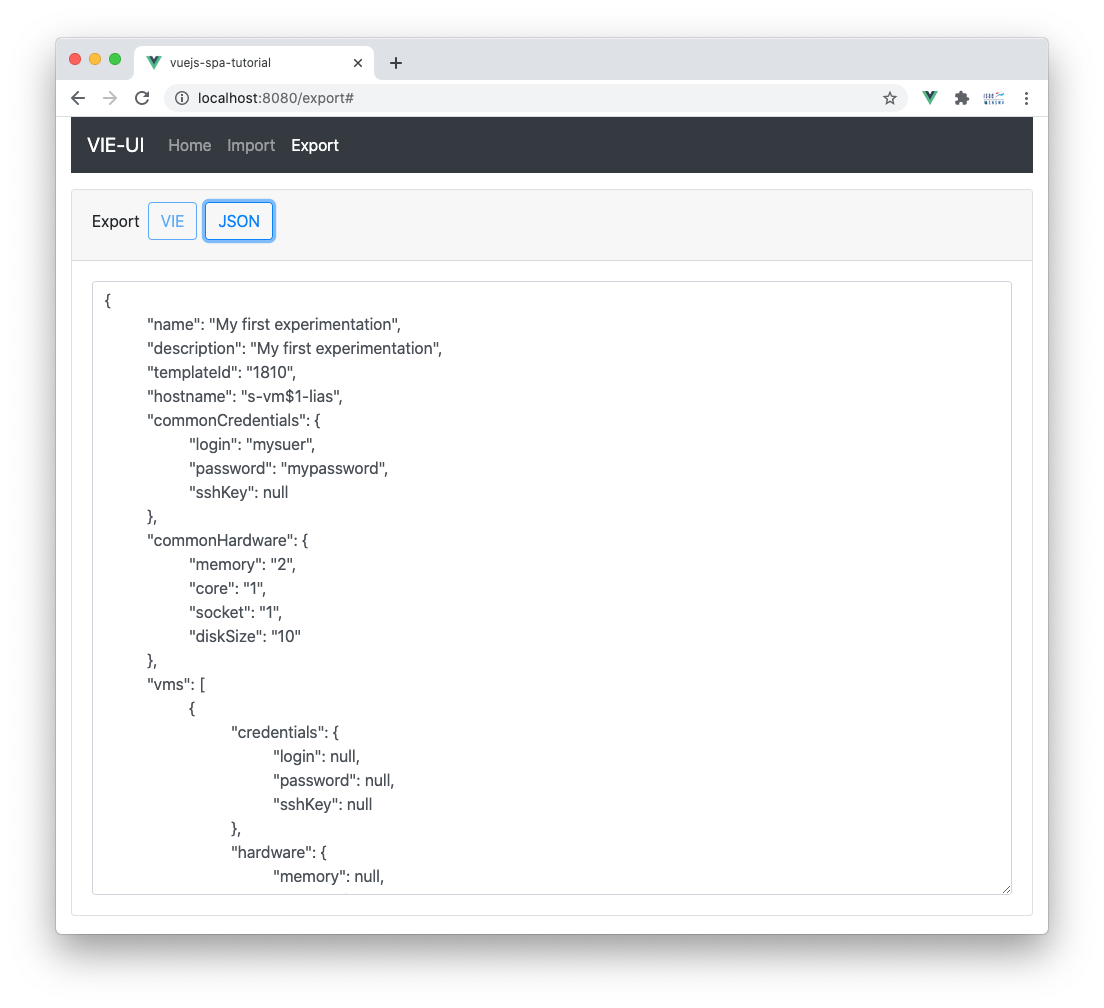 vuejs-spa-tutorial
localhost:8080/export#
VIE-UI Home Import Export
Export VIE JSON
{
"name": "My first experimentation",
"description": "My first experimentation",
"templateId": "1810",
"hostname": "s-vm$1-lias",
"commonCredentials": {
"login": "mysuer",
"password": "mypassword",
"sshKey": null
},
"commonHardware": {
"memory": "2",
"core": "1",
"socket": "1",
"diskSize": "10"
},
"vms": [
{
"credentials": {
"login": null,
"password": null,
"sshKey": null
},
"hardware": {
"memory": null,